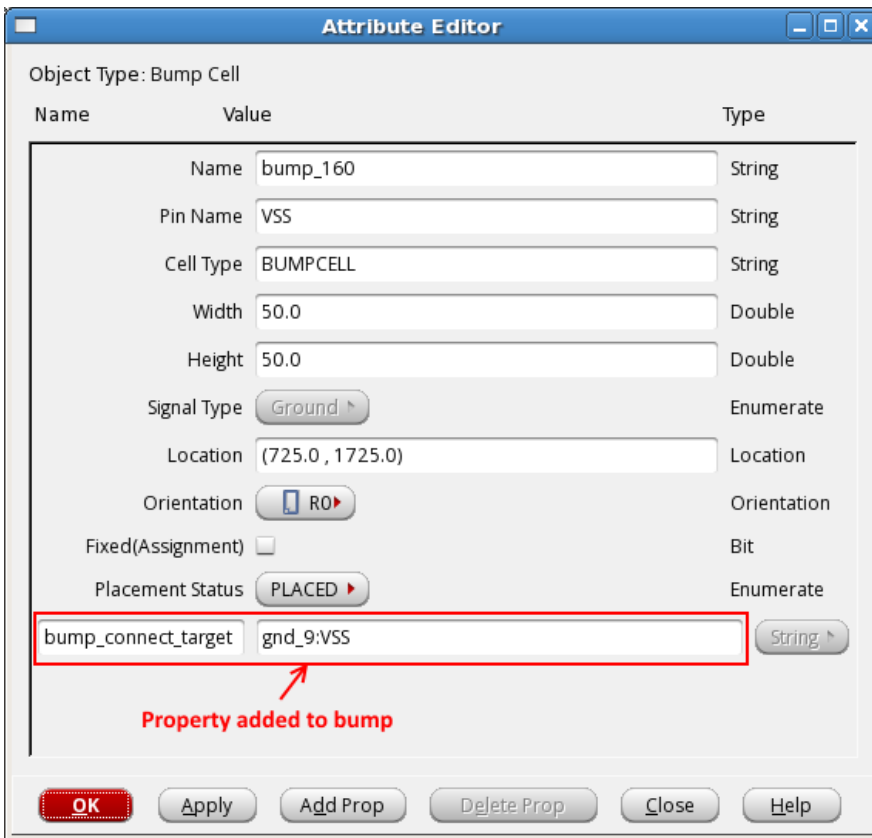 Attribute Editor
Object Type: Bump Cell
Name Value Type
Name bump_160 String
Pin Name VSS String
Cell Type BUMPCELL String
Width 50.0 Double
Height 50.0 Double
Signal Type Ground Enumerate
Location (725.0 , 1725.0) Location
Orientation R0 Orientation
Fixed(Assignment) Bit
Placement Status PLACED Enumerate
bump_connect_target gnd_9:VSS String
Property added to bump
OK Apply Add Prop Delete Prop Close Help